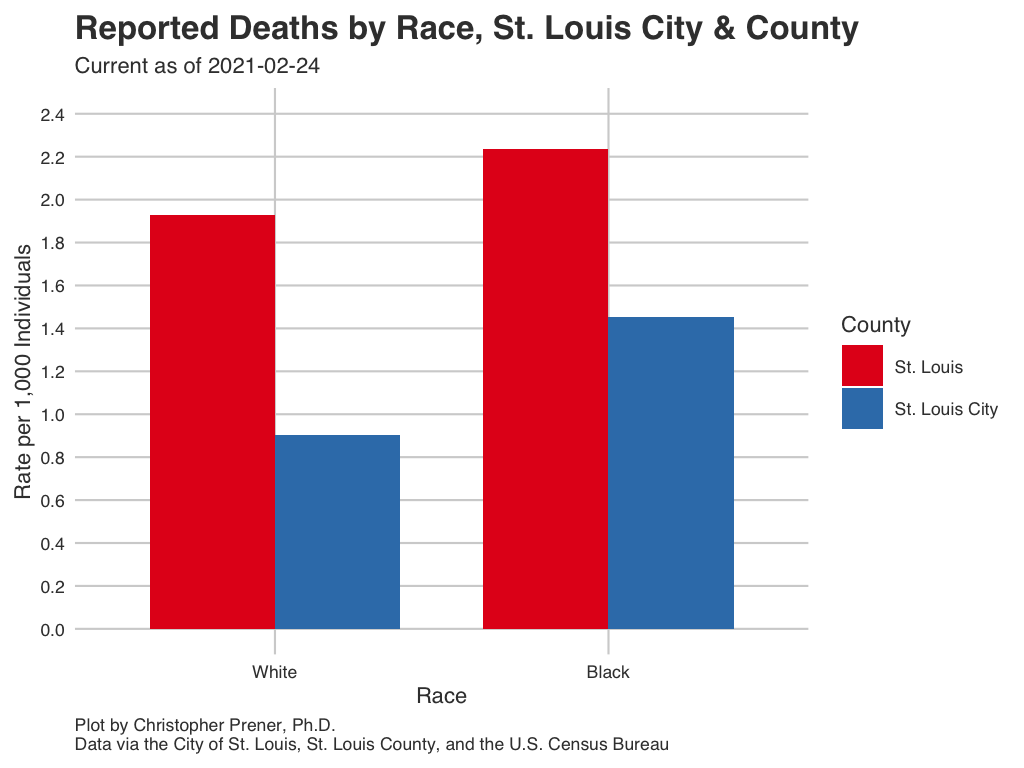 Reported Deaths by Race, St. Louis City & County
Current as of 2021-02-24
2.4
2.2
2.0
1.8
1.6
1.4
1.2
1.0
0.8
0.6
0.4
0.2
0.0
Rate per 1,000 Individuals
White
Black
Race
County
St. Louis
St. Louis City
Plot by Christopher Prener, Ph.D.
Data via the City of St. Louis, St. Louis County, and the U.S. Census Bureau